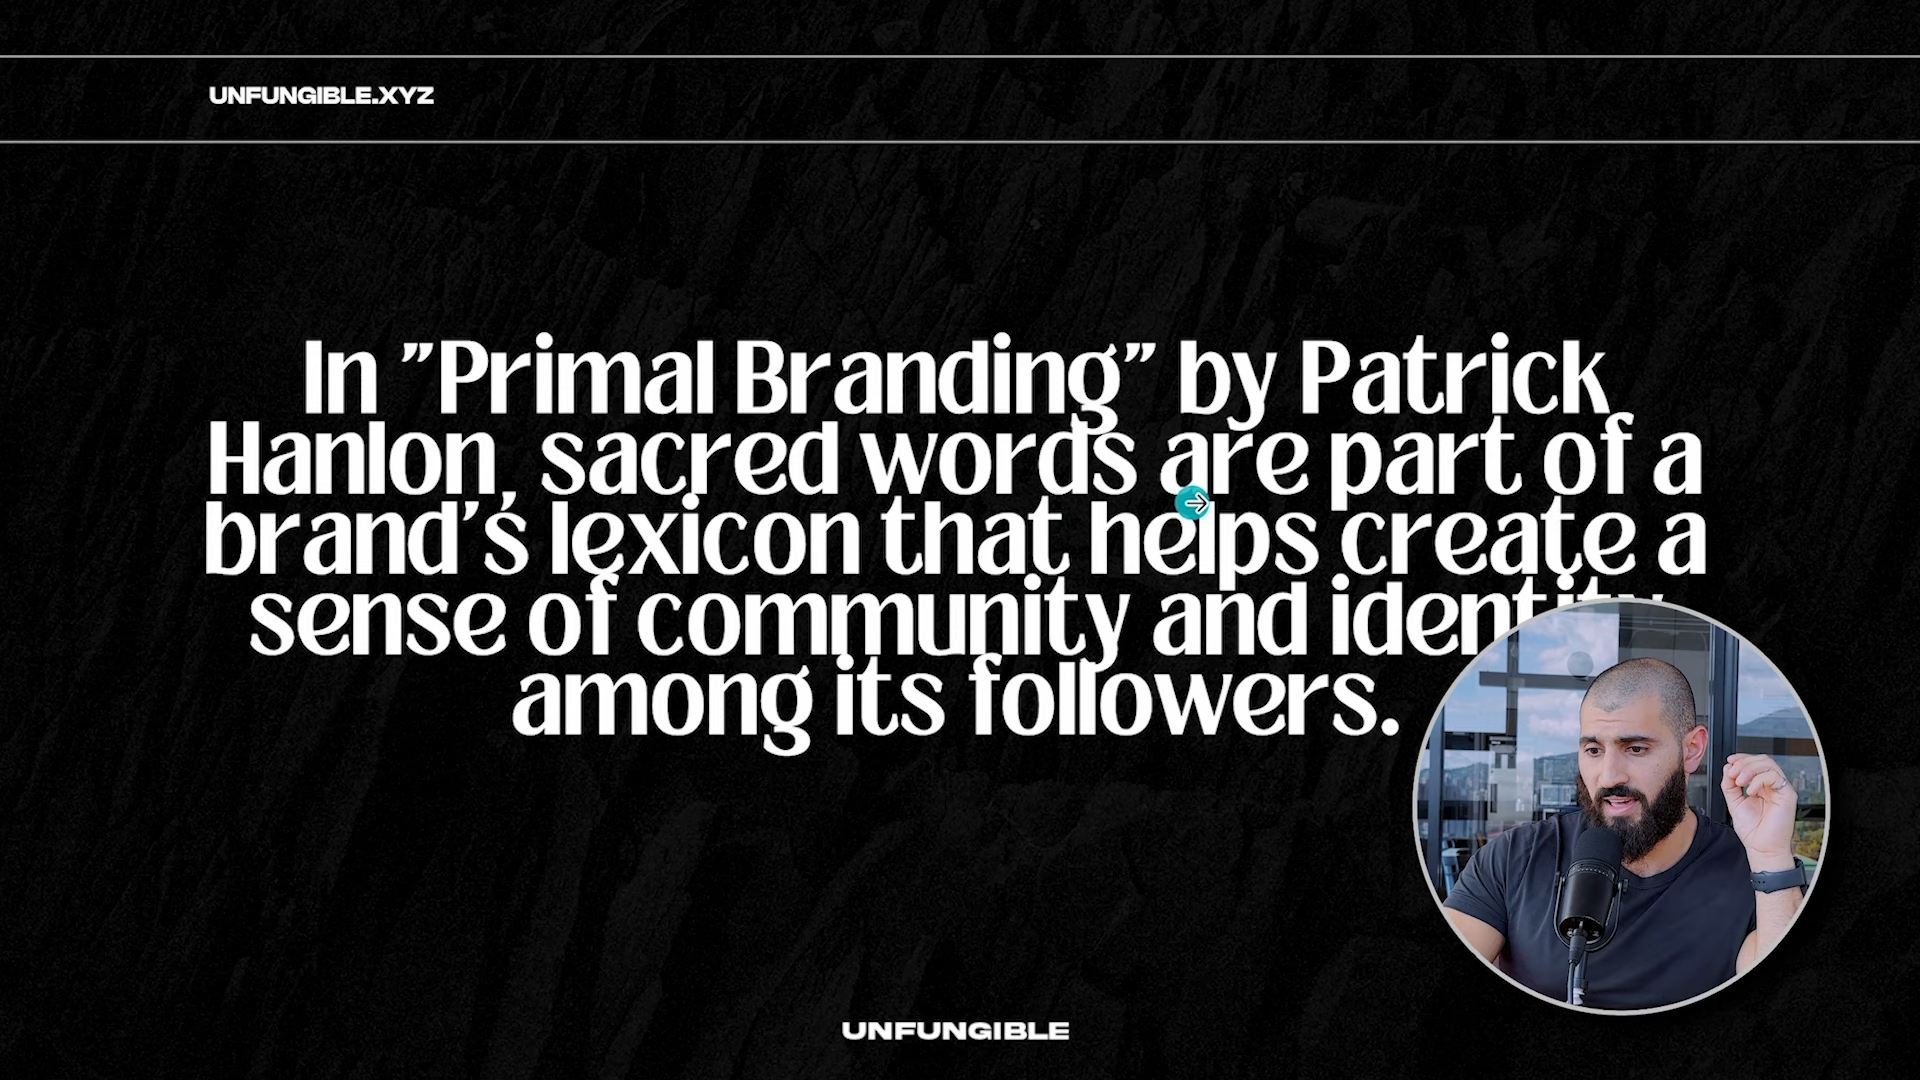 UNFUNGIBLE.XYZ
In "Primal Branding" by Patrick
Hanlon, sacred words are part of a
brand's lexicon that helps create a
sense of community and identity
among its followers.
UNFUNGIBLE